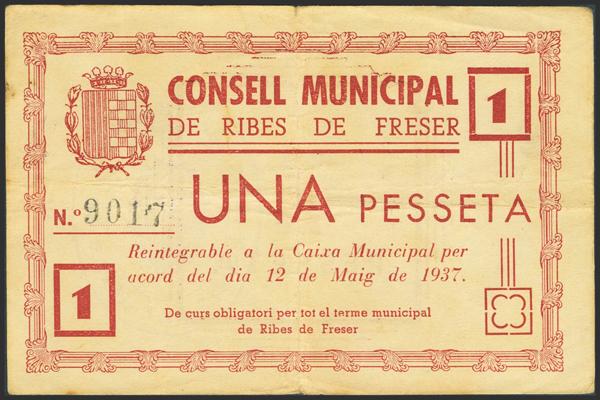 CONSELL MUNICIPAL
DE RIBES DE FRESER
1
N.º 9017
UNA PESSETA
Reintegrable a la Caixa Municipal per
acord del dia 12 de Maig de 1937.
1
De curs obligatori per tot el terme municipal
de Ribes de Freser